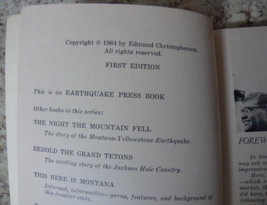 Copyright © 1964 by Edmund Christopherson.
All rights reserved.
FIRST EDITION
This is an EARTHQUAKE PRESS BOOK
Other books in this series:
THE NIGHT THE MOUNTAIN FELL
The story of the Montana-Yellowstone Earthquake.
BEHOLD THE GRAND TETONS
The exciting story of the Jackson Hole Country.
THIS HERE IS MONTANA
Informal, informative—yarns, features, and background of
this fabulous state.
FOREW